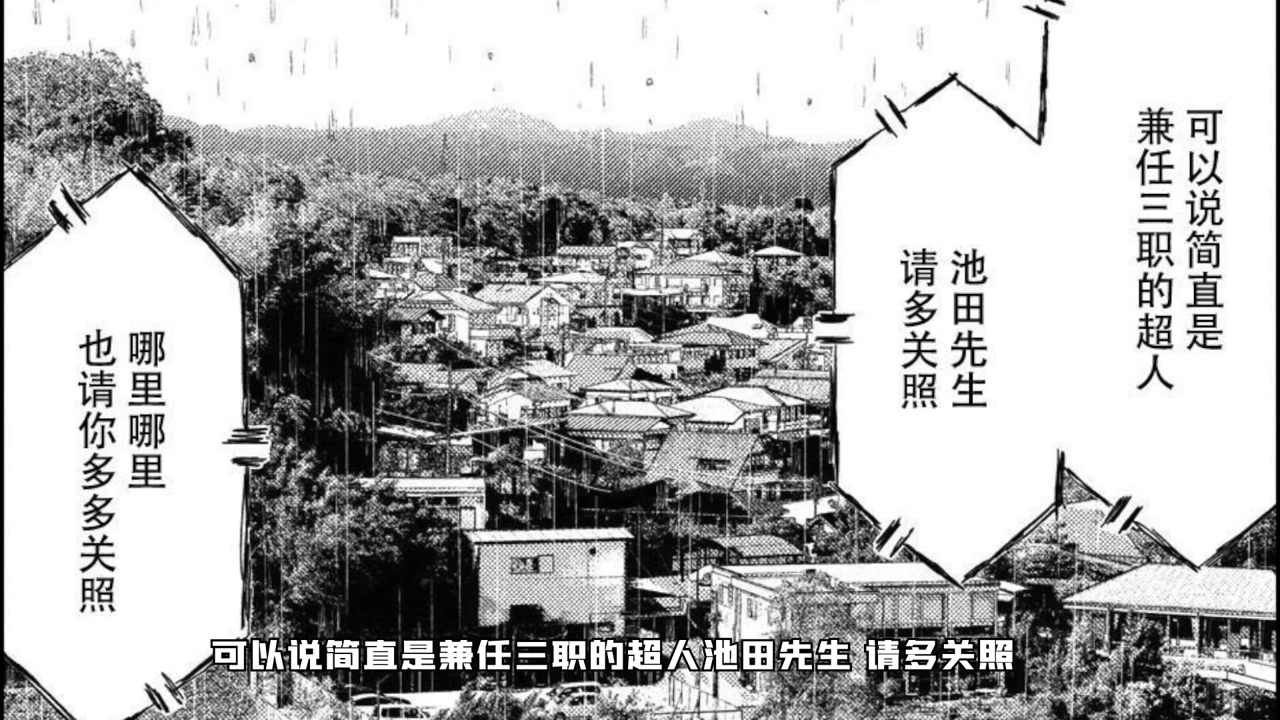 可以说简直是
兼任三职的超人
池田先生
请多关照
哪里哪里
也请你多多关照
可以说简直是兼任三职的超人池田先生 请多关照